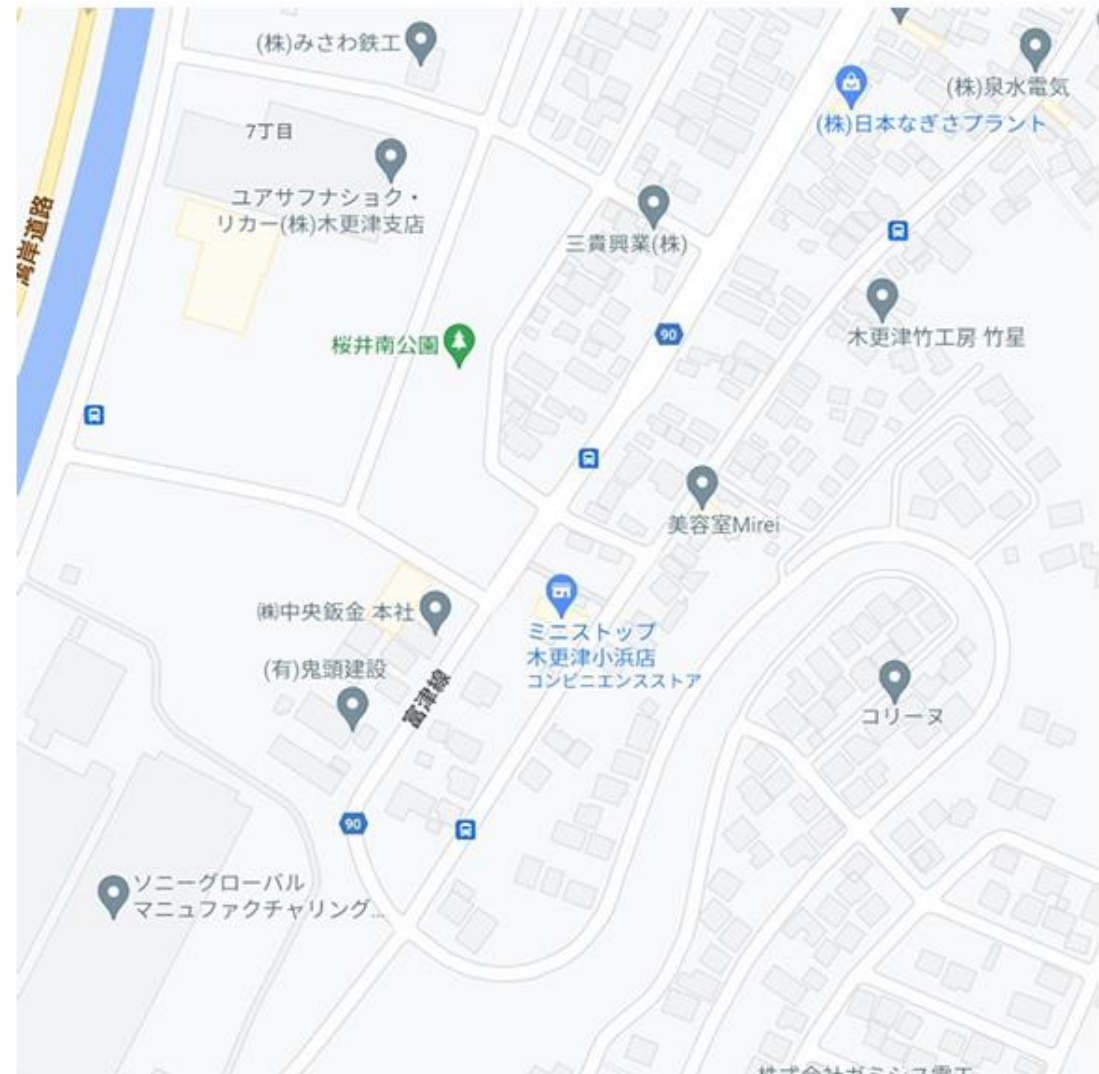 (株)みさわ鉄工
(株)泉水電気
(株)日本なぎさプラント
7丁目
ユアサフナショク・
リカー(株)木更津支店
湾岸道路
三貴興業(株)
90
桜井南公園
木更津竹工房 竹星
美容室Mirei
㈱中央鈑金 本社
ミニストップ
木更津小浜店
コンビニエンスストア
(有)鬼頭建設
富津線
コリーヌ
90
ソニーグローバル
マニュファクチャリング...